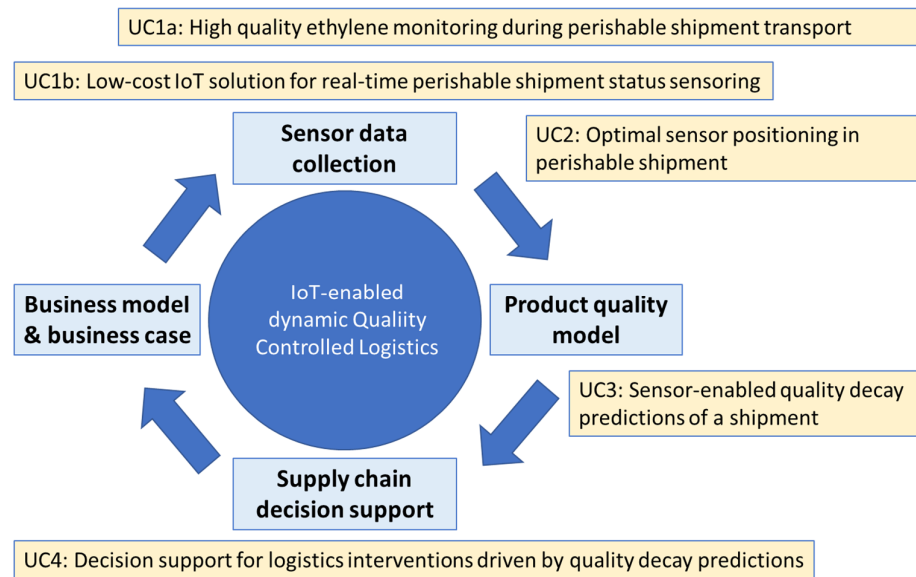 UC1a: High quality ethylene monitoring during perishable shipment transport
UC1b: Low-cost IoT solution for real-time perishable shipment status sensoring
Sensor data
collection
UC2: Optimal sensor positioning in
perishable shipment
Business model
& business case
IoT-enabled
dynamic Qualiity
Controlled Logistics
Product quality
model
UC3: Sensor-enabled quality decay
predictions of a shipment
Supply chain
decision support
UC4: Decision support for logistics interventions driven by quality decay predictions